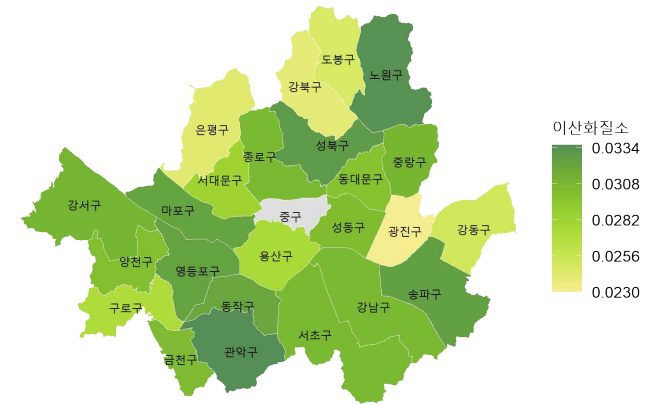 도봉구
노원구
강북구
은평구
성북구
종로구
중랑구
서대문구
동대문구
강서구
마포구
중구
성동구
광진구
강동구
양천구
영등포구
용산구
송파구
구로구
동작구
강남구
서초구
금천구
관악구
이산화질소
0.0334
0.0308
0.0282
0.0256
0.0230